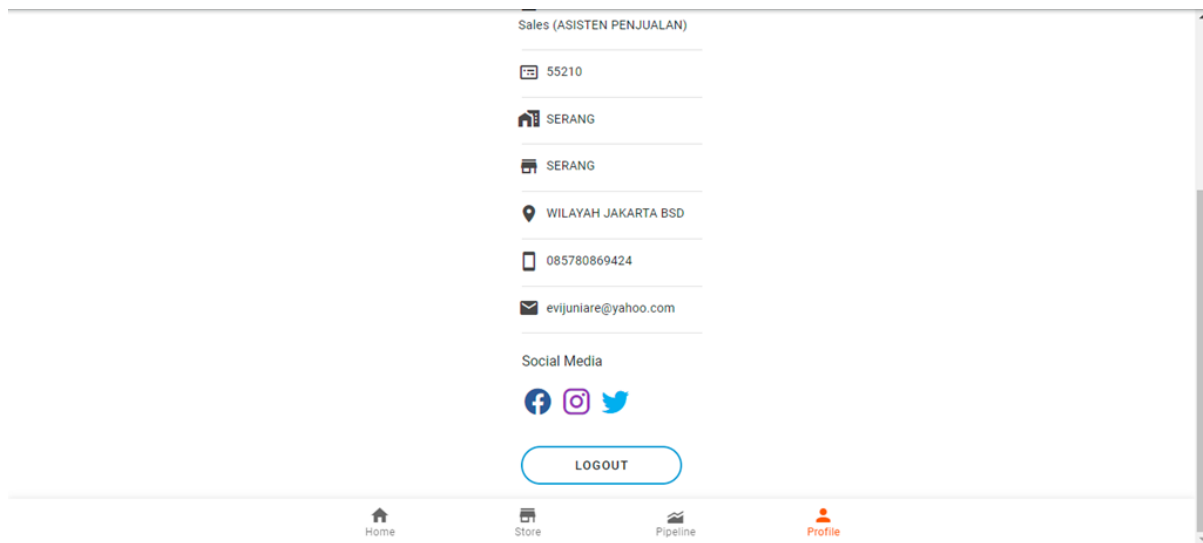 Sales (ASISTEN PENJUALAN)
55210
SERANG
SERANG
WILAYAH JAKARTA BSD
085780869424
evijuniare@yahoo.com
Social Media
LOGOUT
Home
Store
Pipeline
Profile